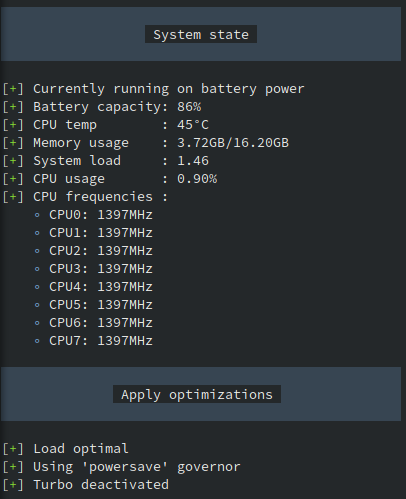 System state
[+] Currently running on battery power
[+] Battery capacity: 86%
[+] CPU temp        : 45°C
[+] Memory usage    : 3.72GB/16.20GB
[+] System load     : 1.46
[+] CPU usage       : 0.90%
[+] CPU frequencies :
    ◦ CPU0: 1397MHz
    ◦ CPU1: 1397MHz
    ◦ CPU2: 1397MHz
    ◦ CPU3: 1397MHz
    ◦ CPU4: 1397MHz
    ◦ CPU5: 1397MHz
    ◦ CPU6: 1397MHz
    ◦ CPU7: 1397MHz
Apply optimizations
[+] Load optimal
[+] Using 'powersave' governor
[+] Turbo deactivated